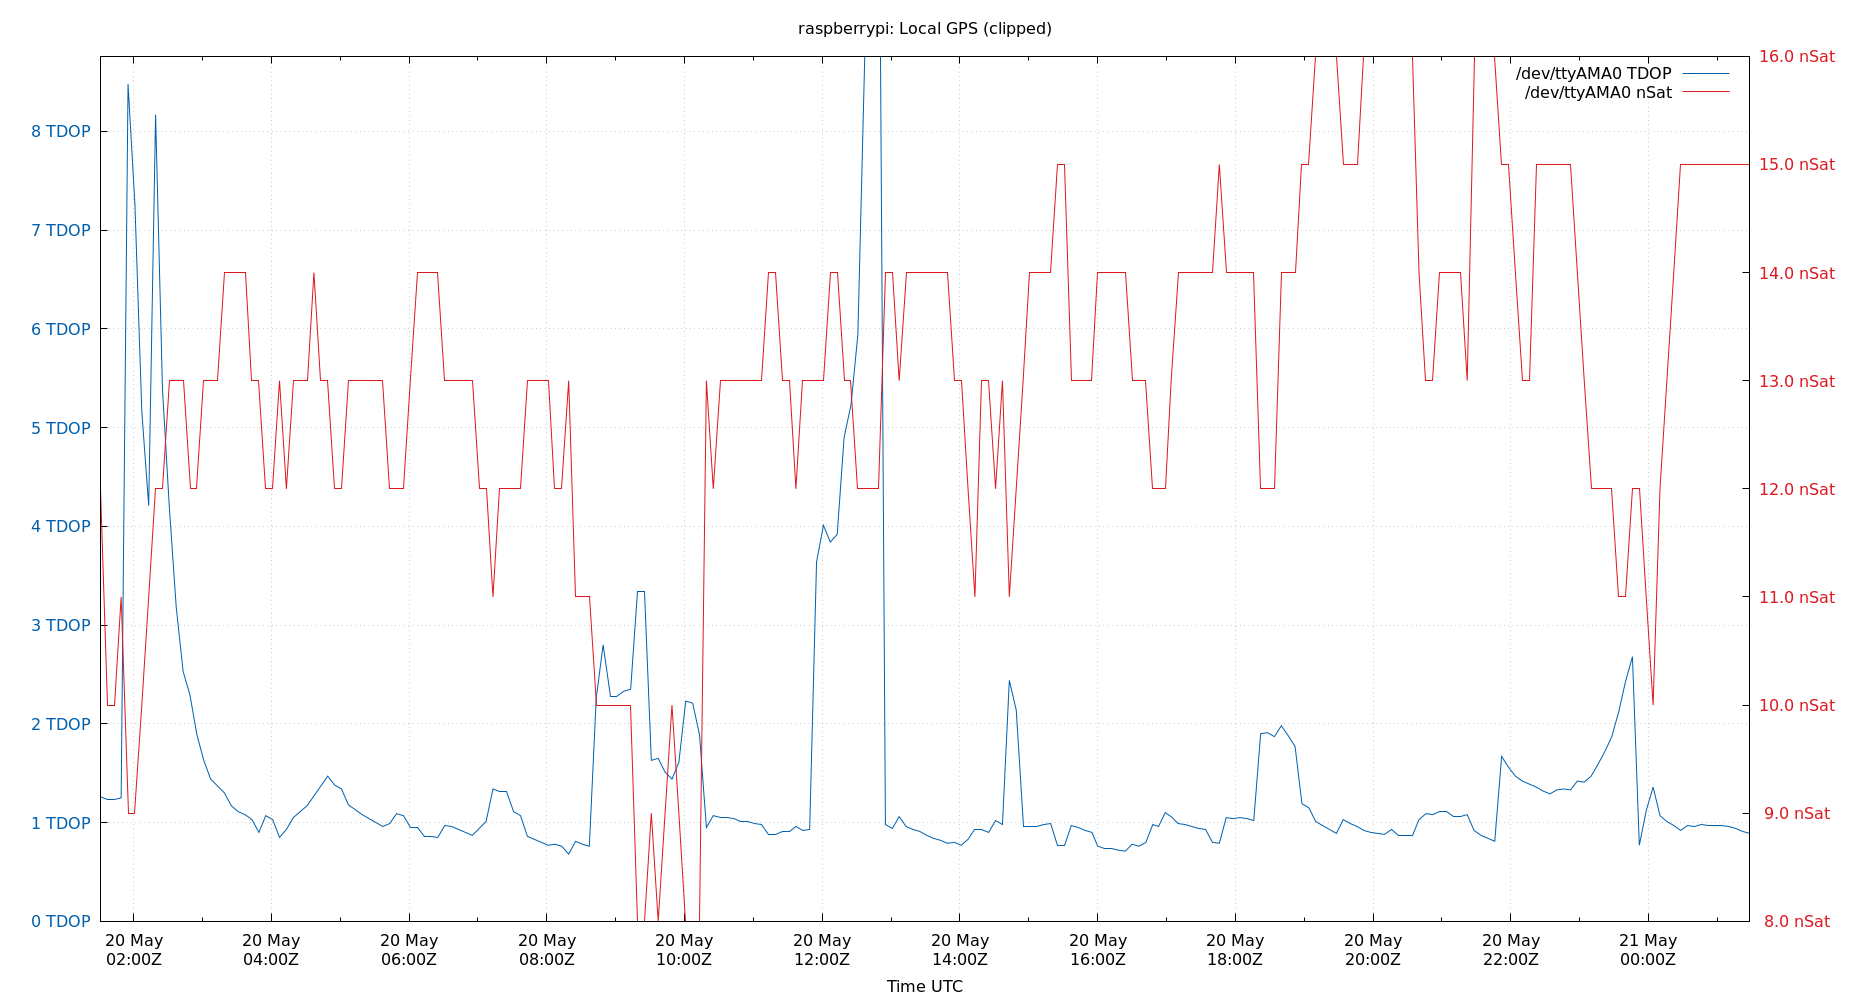 raspberrypi: Local GPS (clipped)
/dev/ttyAMA0 TDOP
/dev/ttyAMA0 nSat
8 TDOP
7 TDOP
6 TDOP
5 TDOP
4 TDOP
3 TDOP
2 TDOP
1 TDOP
0 TDOP
16.0 nSat
15.0 nSat
14.0 nSat
13.0 nSat
12.0 nSat
11.0 nSat
10.0 nSat
9.0 nSat
8.0 nSat
20 May
02:00Z
20 May
04:00Z
20 May
06:00Z
20 May
08:00Z
20 May
10:00Z
20 May
12:00Z
20 May
14:00Z
20 May
16:00Z
20 May
18:00Z
20 May
20:00Z
20 May
22:00Z
21 May
00:00Z
Time UTC